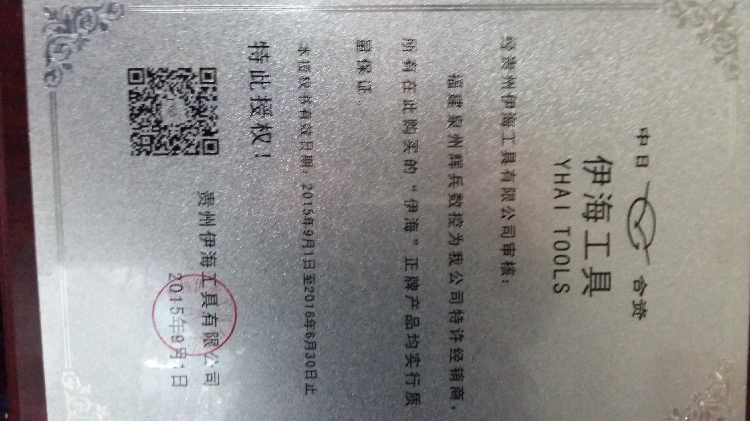 中日 合资
伊海工具
YHAI TOOLS
经贵州伊海工具有限公司审核：
福建泉州辉兵数控为我公司特许经销商，
所有在此购买的“伊海”正牌产品均实行质
量保证。
本授权书有效日期：2015年9月1日至2016年6月30日止
特此授权！
贵州伊海工具有限公司
2015年9月1日